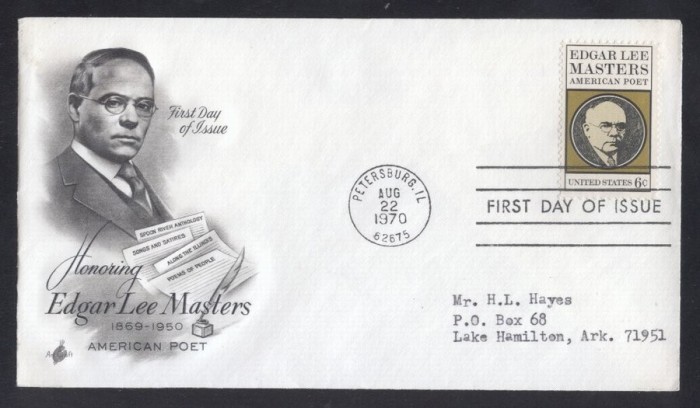 First Day
of Issue
SPOON RIVER ANTHOLOGY
SONGS AND SATIRES
ALONG THE ILLINOIS
POEMS OF PEOPLE
Honoring
Edgar Lee Masters
1869-1950
AMERICAN POET
PETERSBURG, IL
AUG
22
1970
62675
EDGAR LEE
MASTERS
AMERICAN POET
UNITED STATES 6c
FIRST DAY OF ISSUE
Mr. H.L. Hayes
P.O. Box 68
Lake Hamilton, Ark. 71951